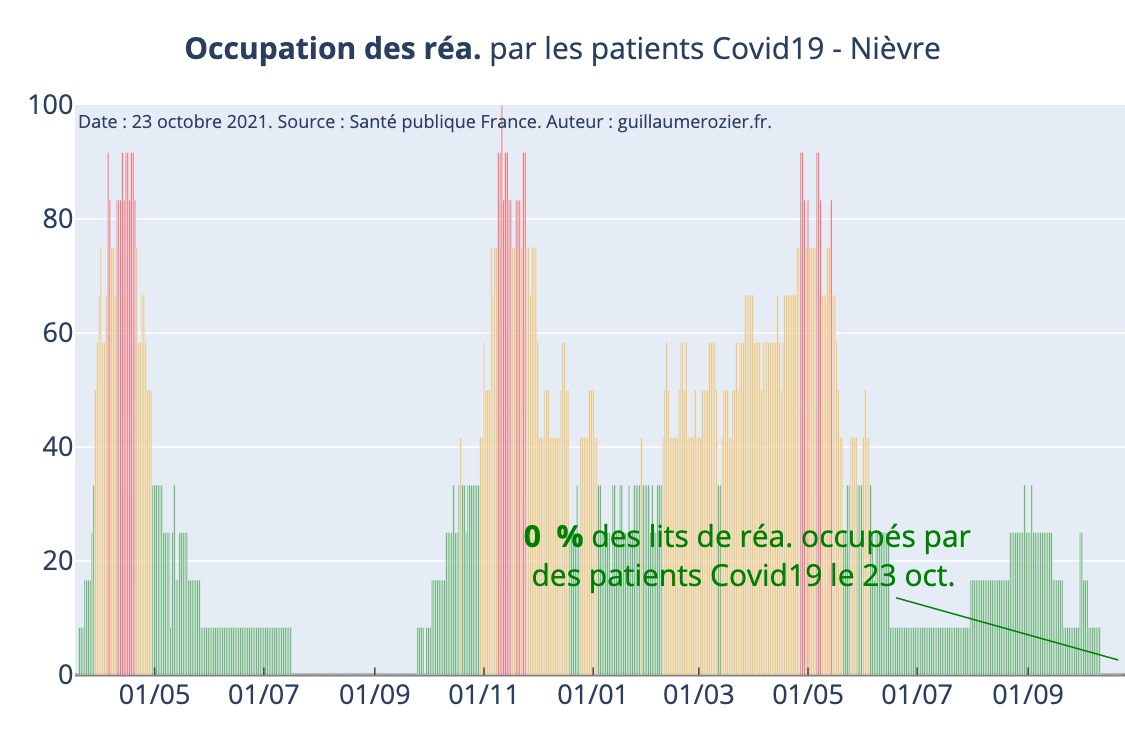 Occupation des réa. par les patients Covid19 - Nièvre
100
Date : 23 octobre 2021. Source : Santé publique France. Auteur : guillaumerozier.fr.
80
60
40
0 % des lits de réa. occupés par
des patients Covid19 le 23 oct.
20
0
01/05 01/07 01/09 01/11 01/01 01/03 01/05 01/07 01/09